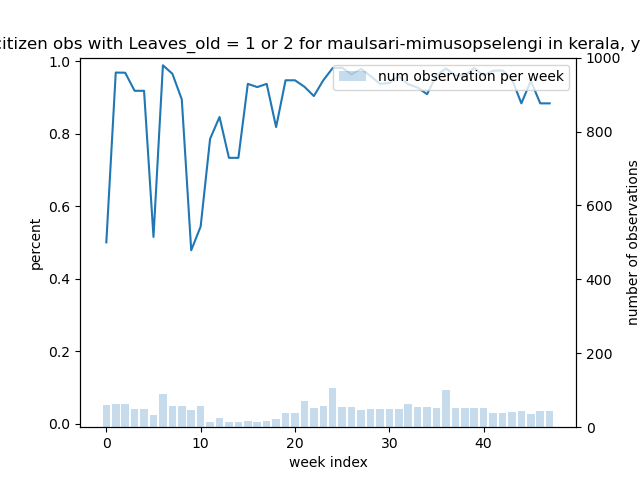 citizen obs with Leaves_old = 1 or 2 for maulsari-mimusopselengi in kerala, y
num observation per week
1.0
0.8
0.6
0.4
0.2
0.0
percent
1000
800
600
400
200
0
number of observations
0 10 20 30 40
week index